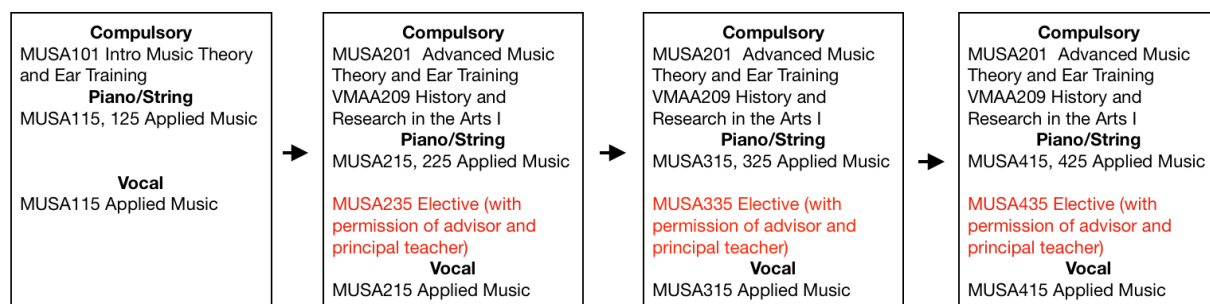 Compulsory
MUSA101 Intro Music Theory
and Ear Training
Piano/String
MUSA115, 125 Applied Music
Vocal
MUSA115 Applied Music
Compulsory
MUSA201  Advanced Music
Theory and Ear Training
VMAA209 History and
Research in the Arts I
Piano/String
MUSA215, 225 Applied Music
MUSA235 Elective (with
permission of advisor and
principal teacher)
Vocal
MUSA215 Applied Music
Compulsory
MUSA201  Advanced Music
Theory and Ear Training
VMAA209 History and
Research in the Arts I
Piano/String
MUSA315, 325 Applied Music
MUSA335 Elective (with
permission of advisor and
principal teacher)
Vocal
MUSA315 Applied Music
Compulsory
MUSA201  Advanced Music
Theory and Ear Training
VMAA209 History and
Research in the Arts I
Piano/String
MUSA415, 425 Applied Music
MUSA435 Elective (with
permission of advisor and
principal teacher)
Vocal
MUSA415 Applied Music